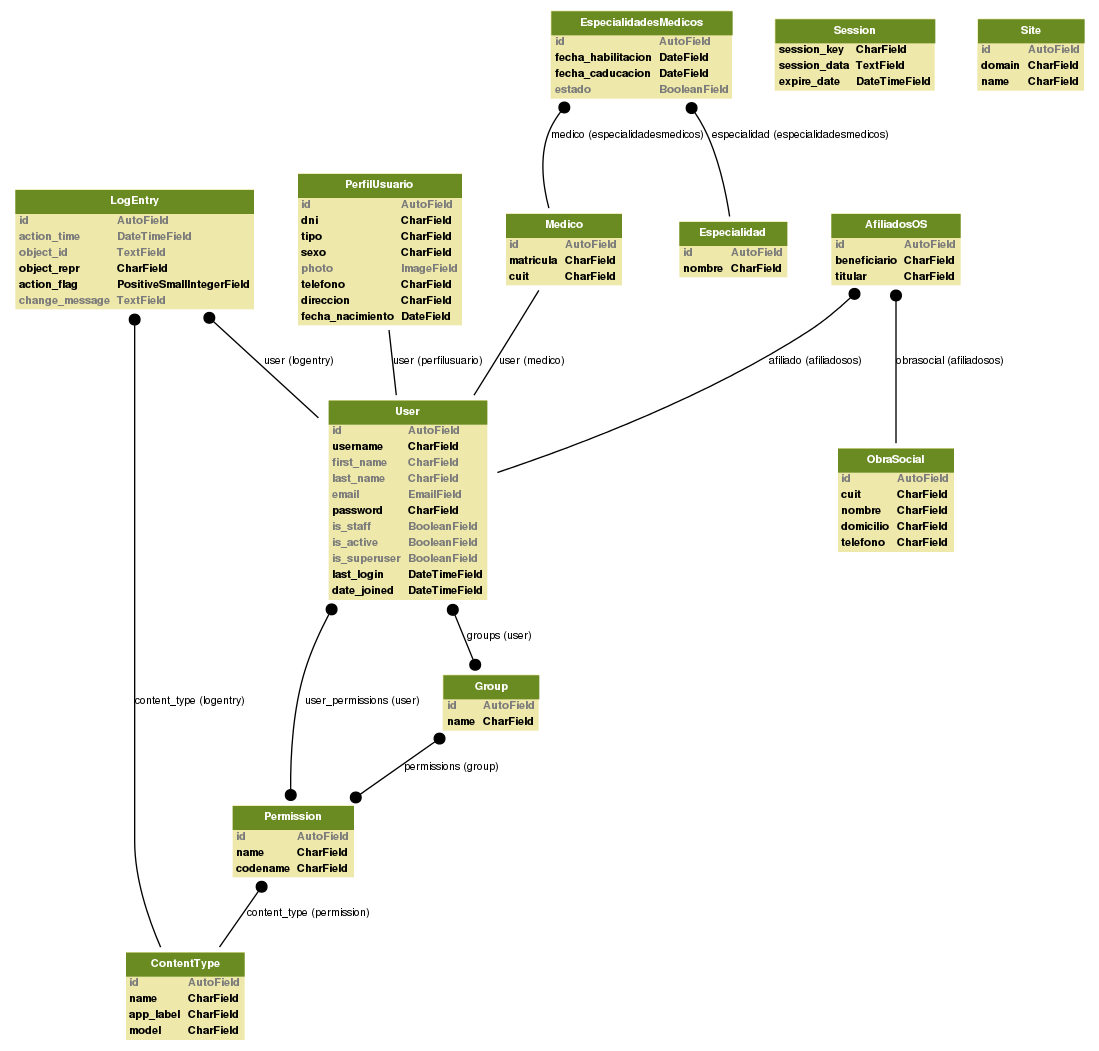 EspecialidadesMedicos
id AutoField
fecha_habilitacion DateField
fecha_caducacion DateField
estado BooleanField
Session
session_key CharField
session_data TextField
expire_date DateTimeField
Site
id AutoField
domain CharField
name CharField
medico (especialidadesmedicos)
especialidad (especialidadesmedicos)
LogEntry
id AutoField
action_time DateTimeField
object_id TextField
object_repr CharField
action_flag PositiveSmallIntegerField
change_message TextField
PerfilUsuario
id AutoField
dni CharField
tipo CharField
sexo CharField
photo ImageField
telefono CharField
direccion CharField
fecha_nacimiento DateField
Medico
id AutoField
matricula CharField
cuit CharField
Especialidad
id AutoField
nombre CharField
AfiliadosOS
id AutoField
beneficiario CharField
titular CharField
user (logentry)
user (perfilusuario)
user (medico)
afiliado (afiliadosos)
obrasocial (afiliadosos)
User
id AutoField
username CharField
first_name CharField
last_name CharField
email EmailField
password CharField
is_staff BooleanField
is_active BooleanField
is_superuser BooleanField
last_login DateTimeField
date_joined DateTimeField
ObraSocial
id AutoField
cuit CharField
nombre CharField
domicilio CharField
telefono CharField
groups (user)
content_type (logentry)
user_permissions (user)
Group
id AutoField
name CharField
permissions (group)
Permission
id AutoField
name CharField
codename CharField
content_type (permission)
ContentType
id AutoField
name CharField
app_label CharField
model CharField